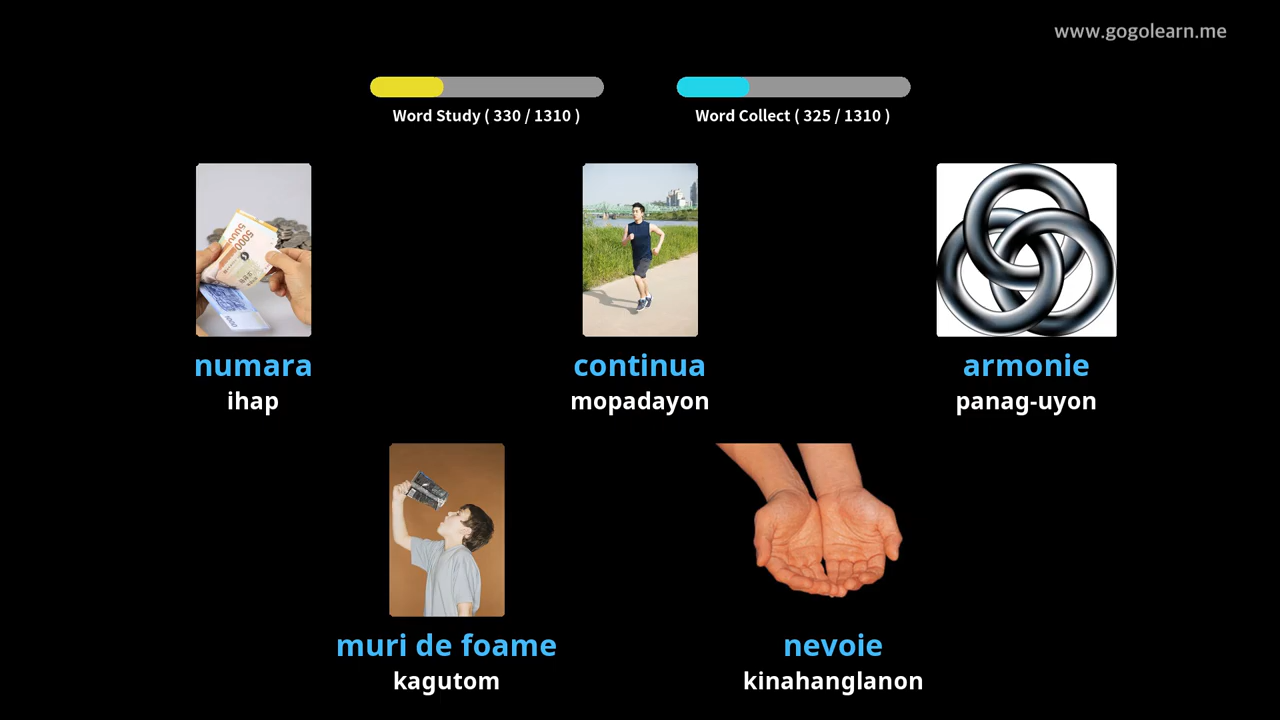 www.gogolearn.me
Word Study ( 330 / 1310 )
Word Collect ( 325 / 1310 )
5000
numara
ihap
continua
mopadayon
armonie
panag-uyon
muri de foame
kagutom
nevoie
kinahanglanon